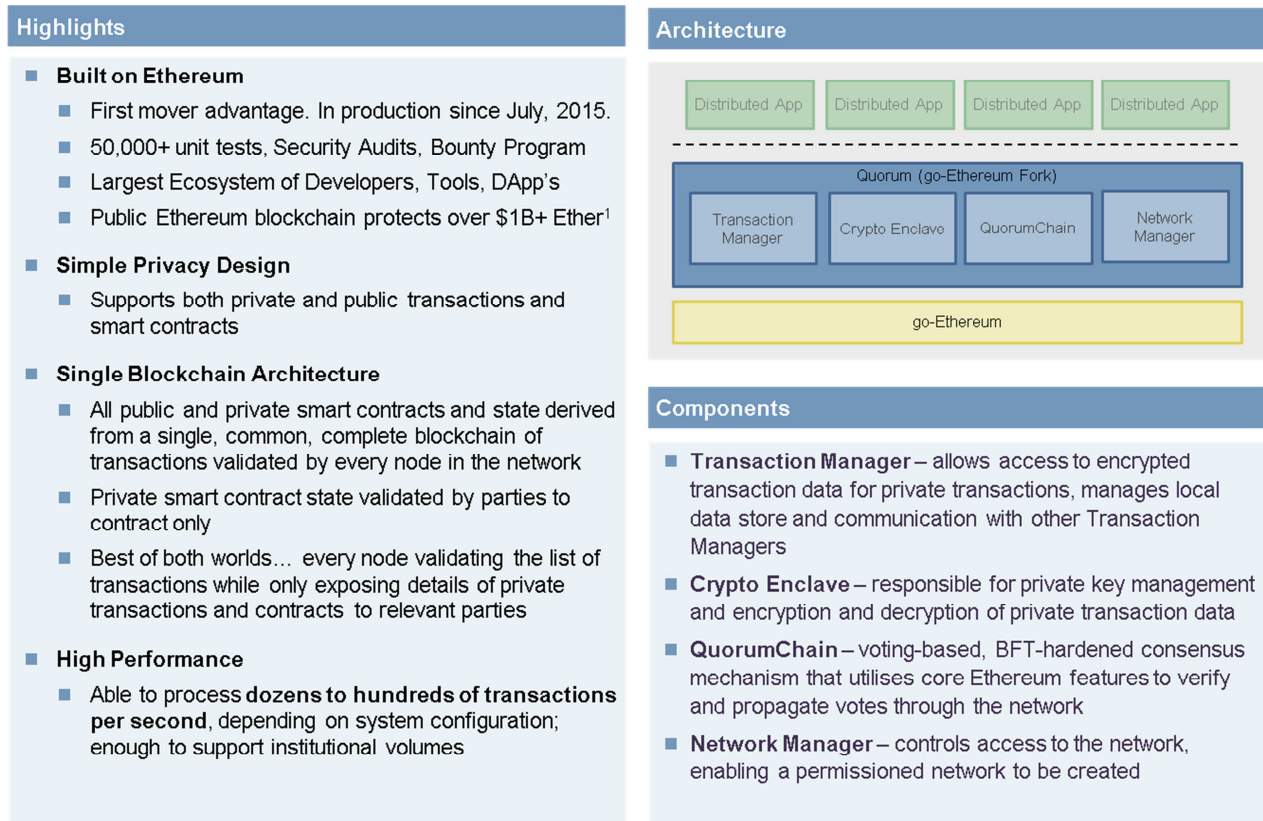 Highlights
Built on Ethereum
First mover advantage. In production since July, 2015.
50,000+ unit tests, Security Audits, Bounty Program
Largest Ecosystem of Developers, Tools, DApp's
Public Ethereum blockchain protects over $1B+ Ether¹
Simple Privacy Design
Supports both private and public transactions and
smart contracts
Single Blockchain Architecture
All public and private smart contracts and state derived
from a single, common, complete blockchain of
transactions validated by every node in the network
Private smart contract state validated by parties to
contract only
Best of both worlds… every node validating the list of
transactions while only exposing details of private
transactions and contracts to relevant parties
High Performance
Able to process dozens to hundreds of transactions
per second, depending on system configuration;
enough to support institutional volumes
Architecture
Distributed App Distributed App Distributed App Distributed App
Quorum (go-Ethereum Fork)
Transaction
Manager
Crypto Enclave
QuorumChain
Network
Manager
go-Ethereum
Components
Transaction Manager – allows access to encrypted
transaction data for private transactions, manages local
data store and communication with other Transaction
Managers
Crypto Enclave – responsible for private key management
and encryption and decryption of private transaction data
QuorumChain – voting-based, BFT-hardened consensus
mechanism that utilises core Ethereum features to verify
and propagate votes through the network
Network Manager – controls access to the network,
enabling a permissioned network to be created